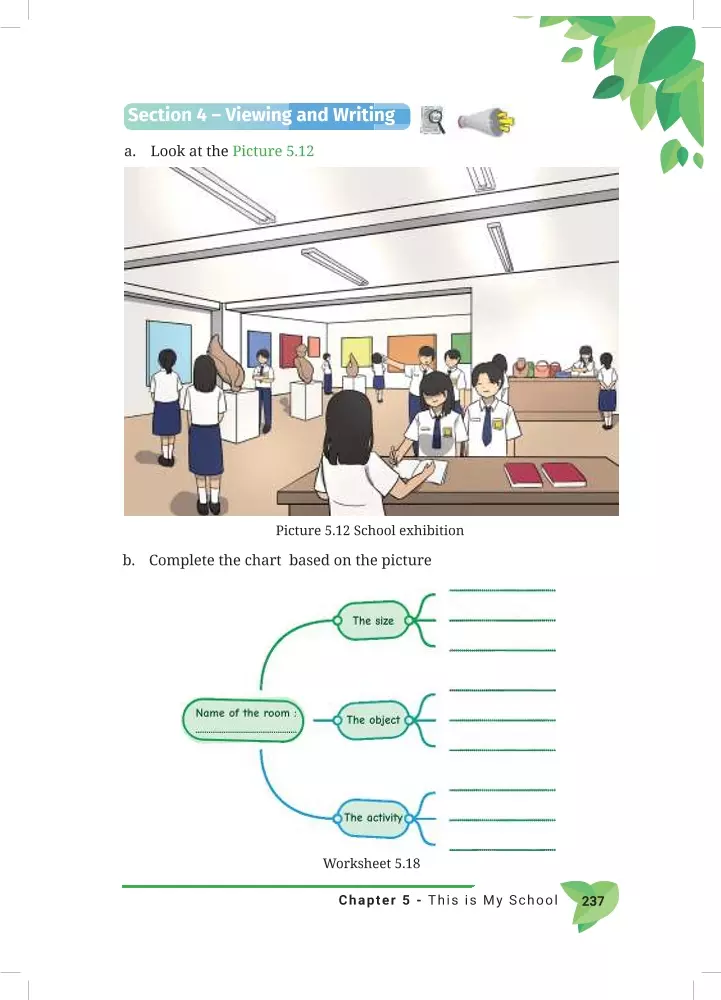 Section 4 – Viewing and Writing
a. Look at the Picture 5.12
Picture 5.12 School exhibition
b. Complete the chart based on the picture
The size
Name of the room :
The object
The activity
Worksheet 5.18
Chapter 5 - This is My School
237